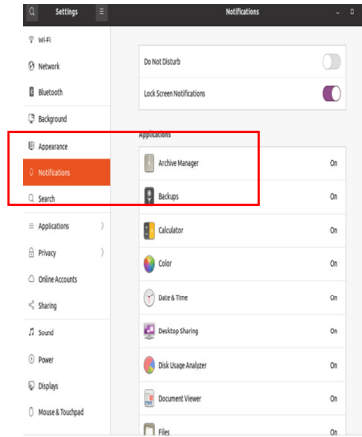 Settings
Notifications
Wi-Fi
Network
Bluetooth
Background
Appearance
Notifications
Search
Applications
Privacy
Online Accounts
Sharing
Sound
Power
Displays
Mouse & Touchpad
Do Not Disturb
Lock Screen Notifications
Applications
Archive Manager On
Backups On
Calculator On
Color On
Date & Time On
Desktop Sharing On
Disk Usage Analyzer On
Document Viewer On
Files On